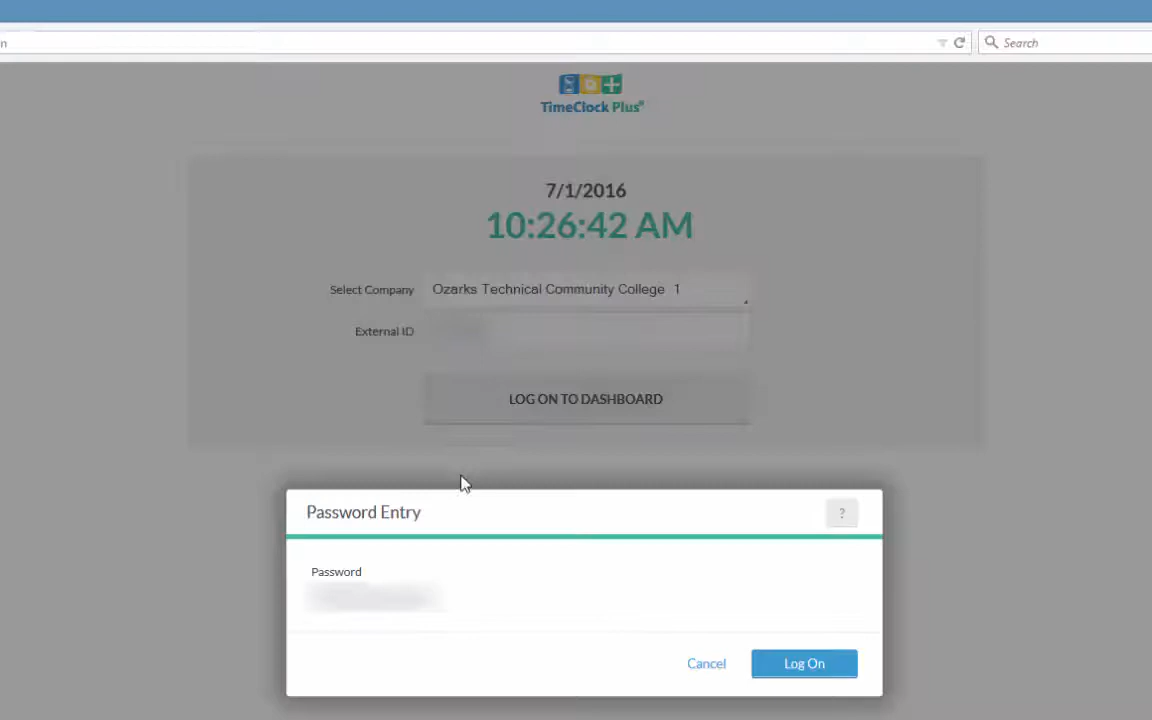 n
Search
TimeClock Plus®
7/1/2016
10:26:42 AM
Select Company Ozarks Technical Community College 1
External ID
LOG ON TO DASHBOARD
Password Entry ?
Password
Cancel Log On